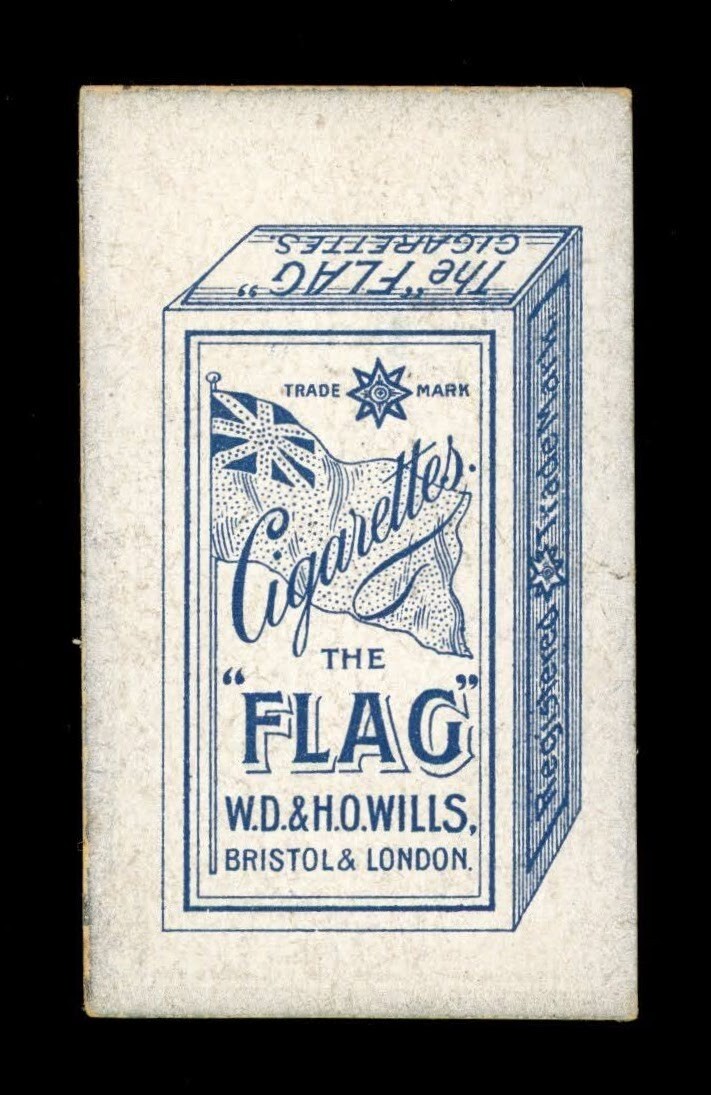 The "FLAG"
CIGARETTES.
TRADE MARK
Cigarettes.
THE
"FLAG"
W.D.&H.O.WILLS,
BRISTOL & LONDON.
Registered Trade Mark.